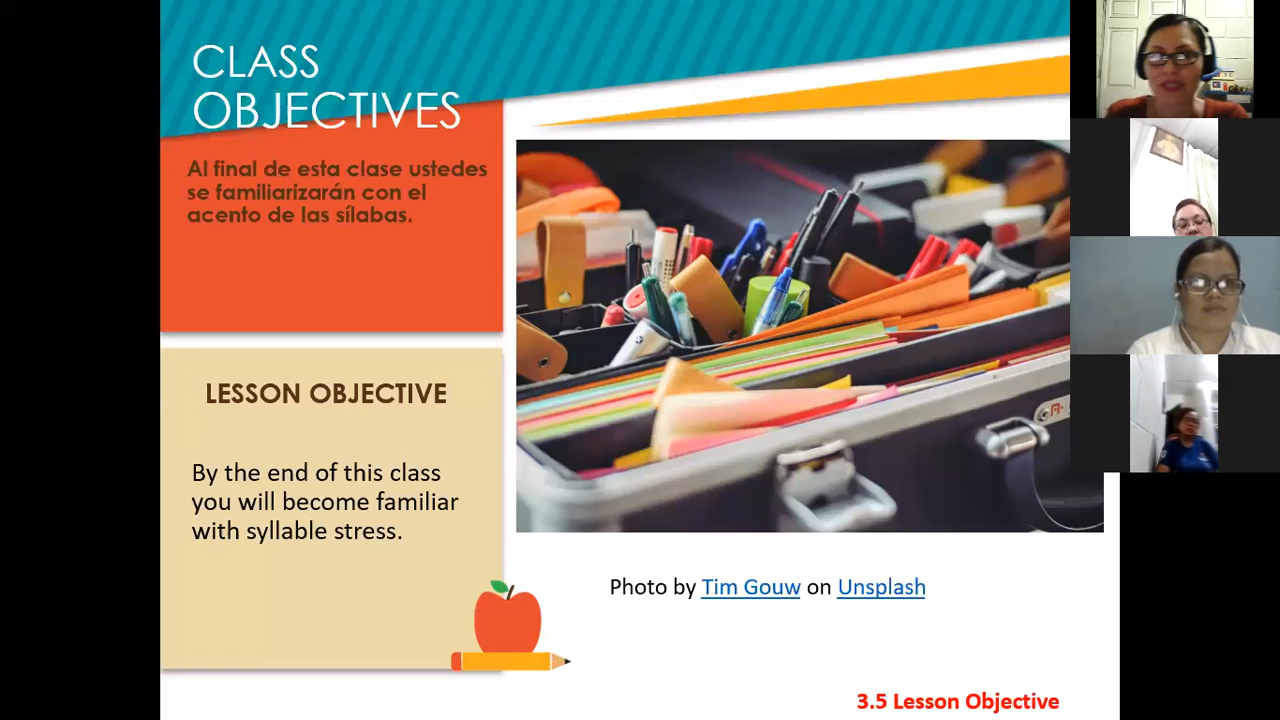 CLASS
OBJECTIVES
Al final de esta clase ustedes
se familiarizarán con el
acento de las sílabas.
LESSON OBJECTIVE
By the end of this class
you will become familiar
with syllable stress.
Photo by Tim Gouw on Unsplash
3.5 Lesson Objective